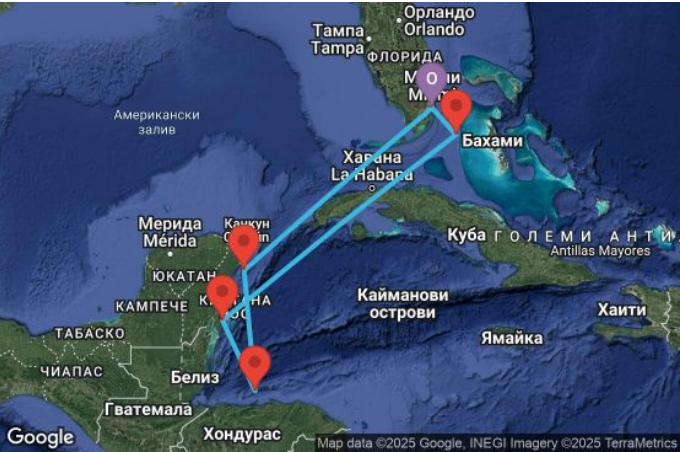 Орландо
Orlando
Тампа
Tampa
ФЛОРИДА
O
Американски
залив
Бахами
Хавана
La Habana
Мерида
Mérida
Куба
ГОЛЕМИ АНТИ
Antillas Mayores
ЮКАТАН
КАМПЕЧЕ
Кайманови
острови
Хаити
ТАБАСКО
Ямайка
ЧИАПАС
Белиз
Гватемала
Хондурас
Google
Map data ©2025 Google, INEGI Imagery ©2025 TerraMetrics